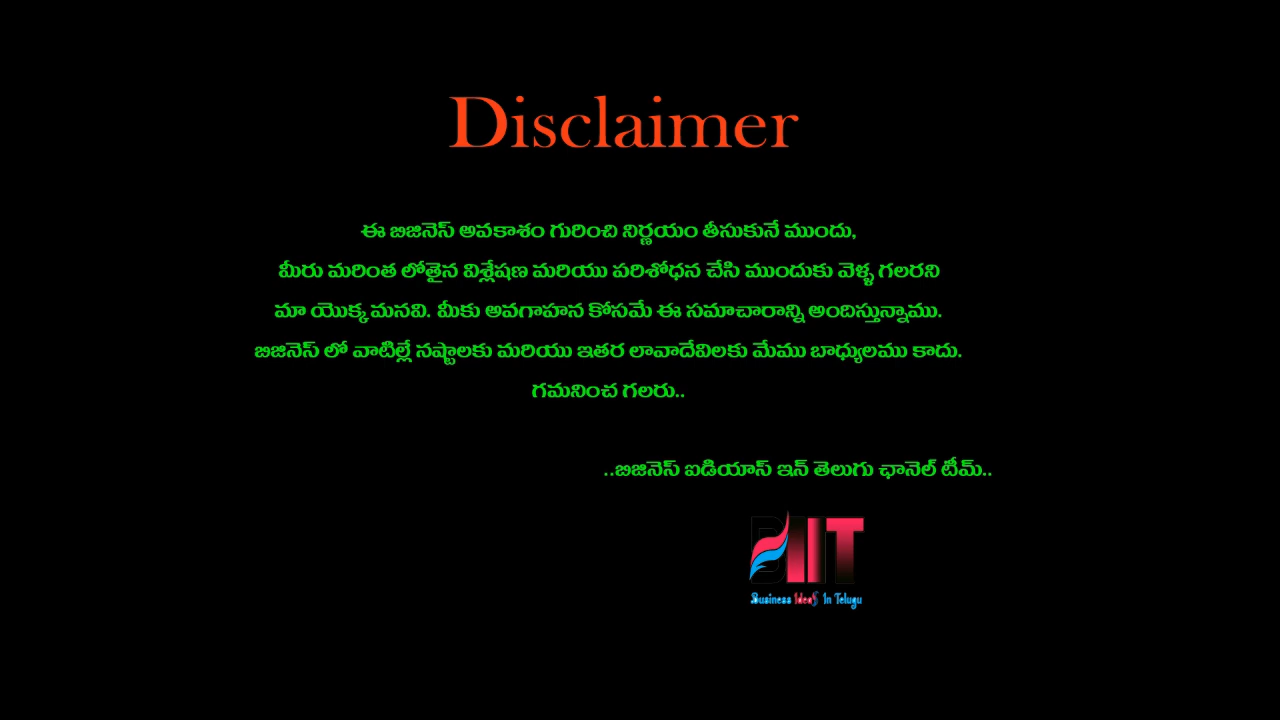 Disclaimer
ఈ బిజినెస్ అవకాశం గురించి నిర్ణయం తీసుకునే ముందు,
మీరు మరింత లోతైన విశ్లేషణ మరియు పరిశోధన చేసి ముందుకు వెళ్ళ గలరని
మా యొక్క మనవి. మీకు అవగాహన కోసమే ఈ సమాచారాన్ని అందిస్తున్నాము.
బిజినెస్ లో వాటిల్లే నష్టాలకు మరియు ఇతర లావాదేవిలకు మేము బాధ్యులము కాదు.
గమనించ గలరు..
..బిజినెస్ ఐడియాస్ ఇన్ తెలుగు ఛానెల్ టీమ్..
BIIT
Business Ideas In Telugu